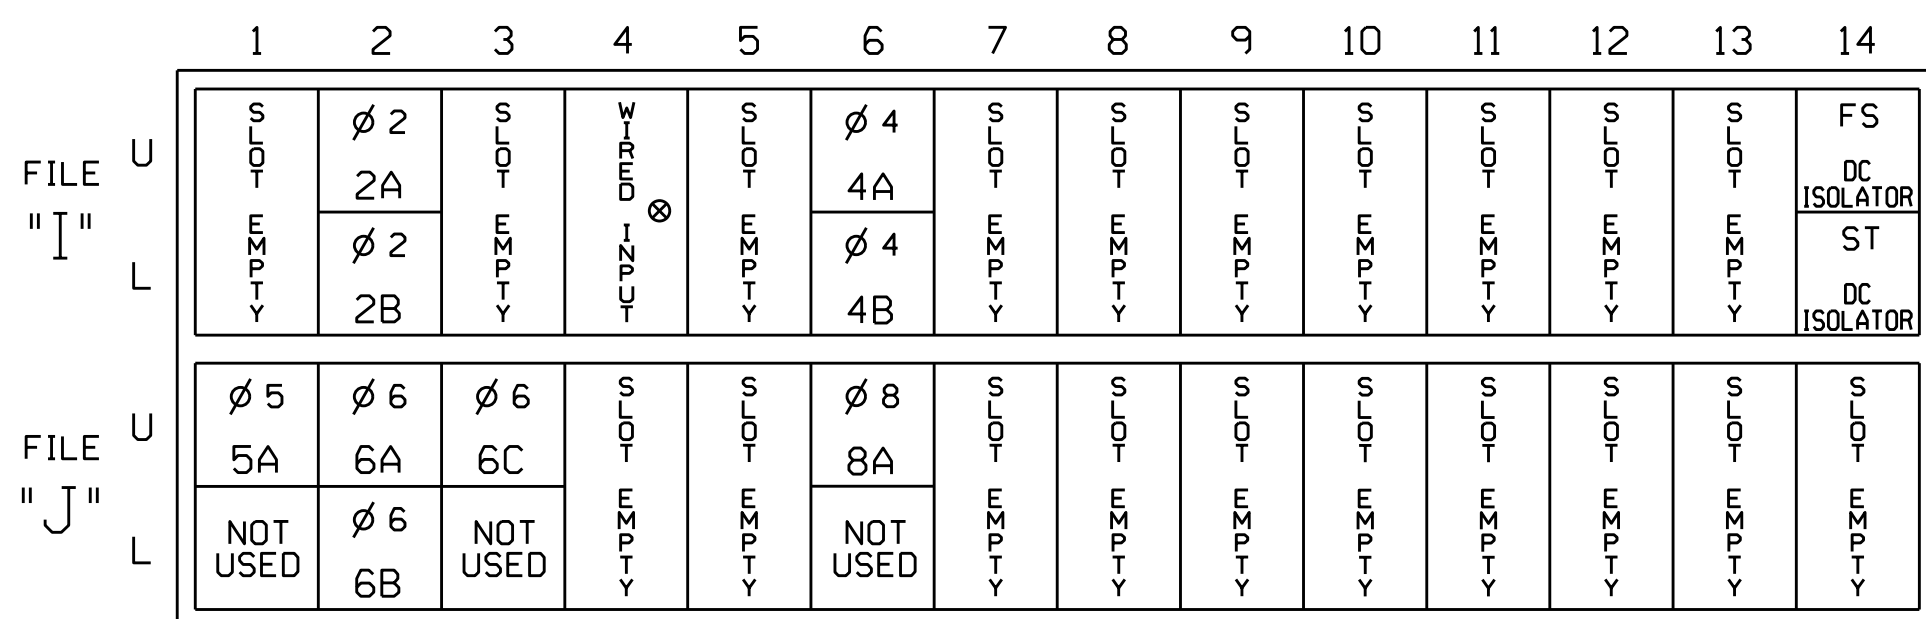 1 2 3 4 5 6 7 8 9 10 11 12 13 14
FILE
"I"
U
L
SLOT EMPTY
Ø 2
2A
Ø 2
2B
SLOT EMPTY
WIRED INPUT
⊗
SLOT EMPTY
Ø 4
4A
Ø 4
4B
SLOT EMPTY
SLOT EMPTY
SLOT EMPTY
SLOT EMPTY
SLOT EMPTY
SLOT EMPTY
SLOT EMPTY
FS
DC
ISOLATOR
ST
DC
ISOLATOR
FILE
"J"
U
L
Ø 5
5A
NOT
USED
Ø 6
6A
Ø 6
6B
Ø 6
6C
NOT
USED
SLOT EMPTY
SLOT EMPTY
Ø 8
8A
NOT
USED
SLOT EMPTY
SLOT EMPTY
SLOT EMPTY
SLOT EMPTY
SLOT EMPTY
SLOT EMPTY
SLOT EMPTY
SLOT EMPTY